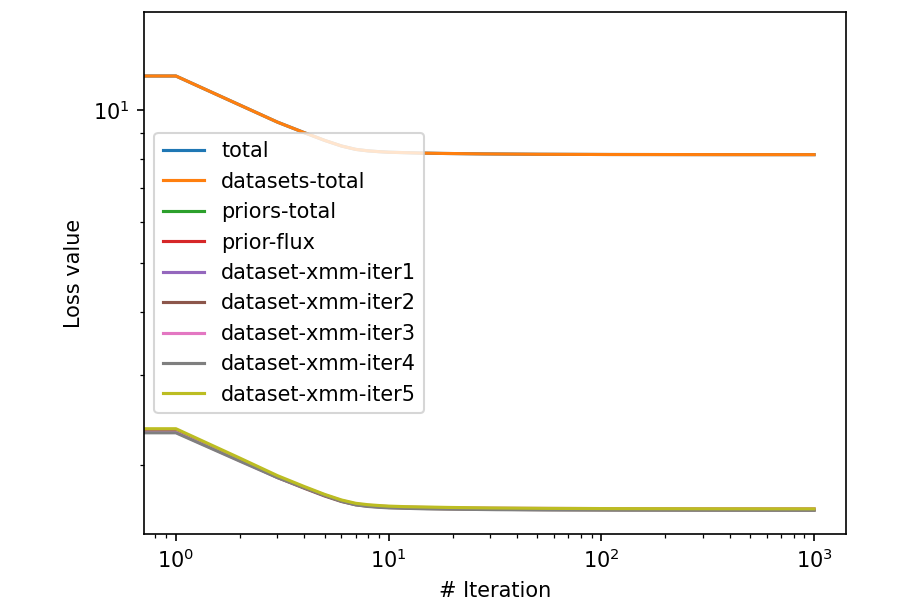 10¹
Loss value
total
datasets-total
priors-total
prior-flux
dataset-xmm-iter1
dataset-xmm-iter2
dataset-xmm-iter3
dataset-xmm-iter4
dataset-xmm-iter5
10⁰ 10¹ 10² 10³
# Iteration